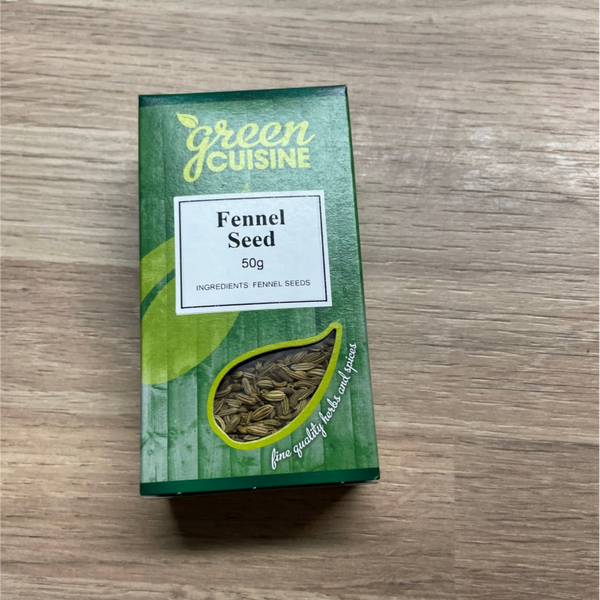 green
CUISINE
Fennel
Seed
50g
INGREDIENTS: FENNEL SEEDS
fine quality herbs and spices